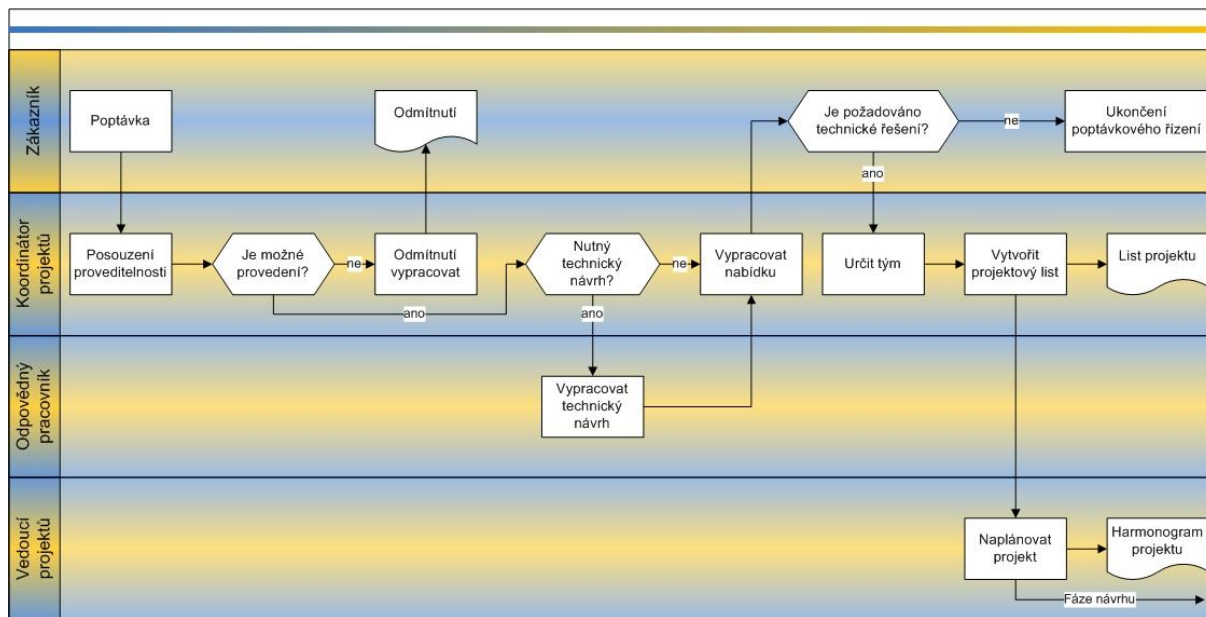 Zákazník
Poptávka
Odmítnutí
Je požadováno
technické řešení?
ne
Ukončení
poptávkového řízení
ano
Koordinátor
projektů
Posouzení
proveditelnosti
Je možné
provedení?
ne
Odmítnutí
vypracovat
Nutný
technický
návrh?
ne
Vypracovat
nabídku
Určit tým
Vytvořit
projektový list
List projektu
ano
ano
Odpovědný
pracovník
Vypracovat
technický
návrh
Vedoucí
projektů
Naplánovat
projekt
Harmonogram
projektu
Fáze návrhu